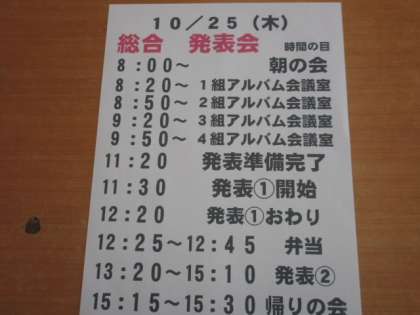 10/25(木)
総合 発表会 時間の目
8:00～ 朝の会
8:20～ 1組アルバム会議室
8:50～ 2組アルバム会議室
9:20～ 3組アルバム会議室
9:50～ 4組アルバム会議室
11:20 発表準備完了
11:30 発表①開始
12:20 発表①おわり
12:25～12:45 弁当
13:20～15:10 発表②
15:15～15:30 帰りの会